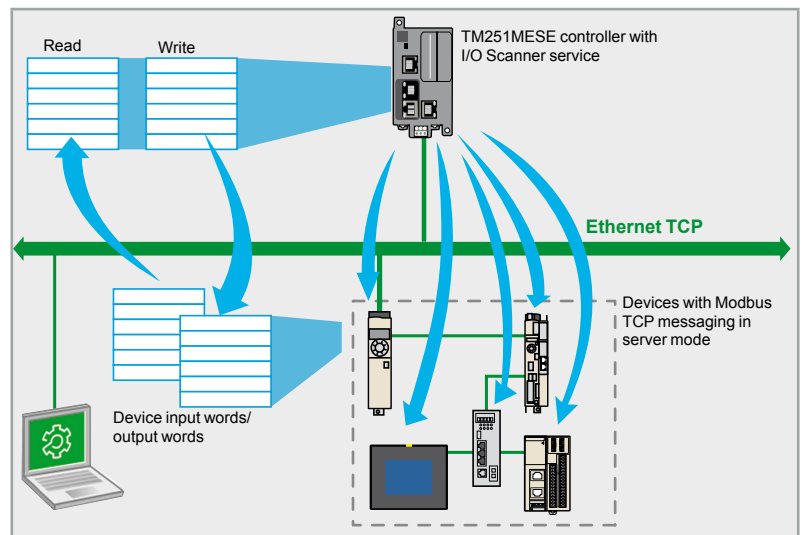 Read
Write
TM251MESE controller with
I/O Scanner service
Ethernet TCP
Devices with Modbus
TCP messaging in
server mode
Device input words/
output words